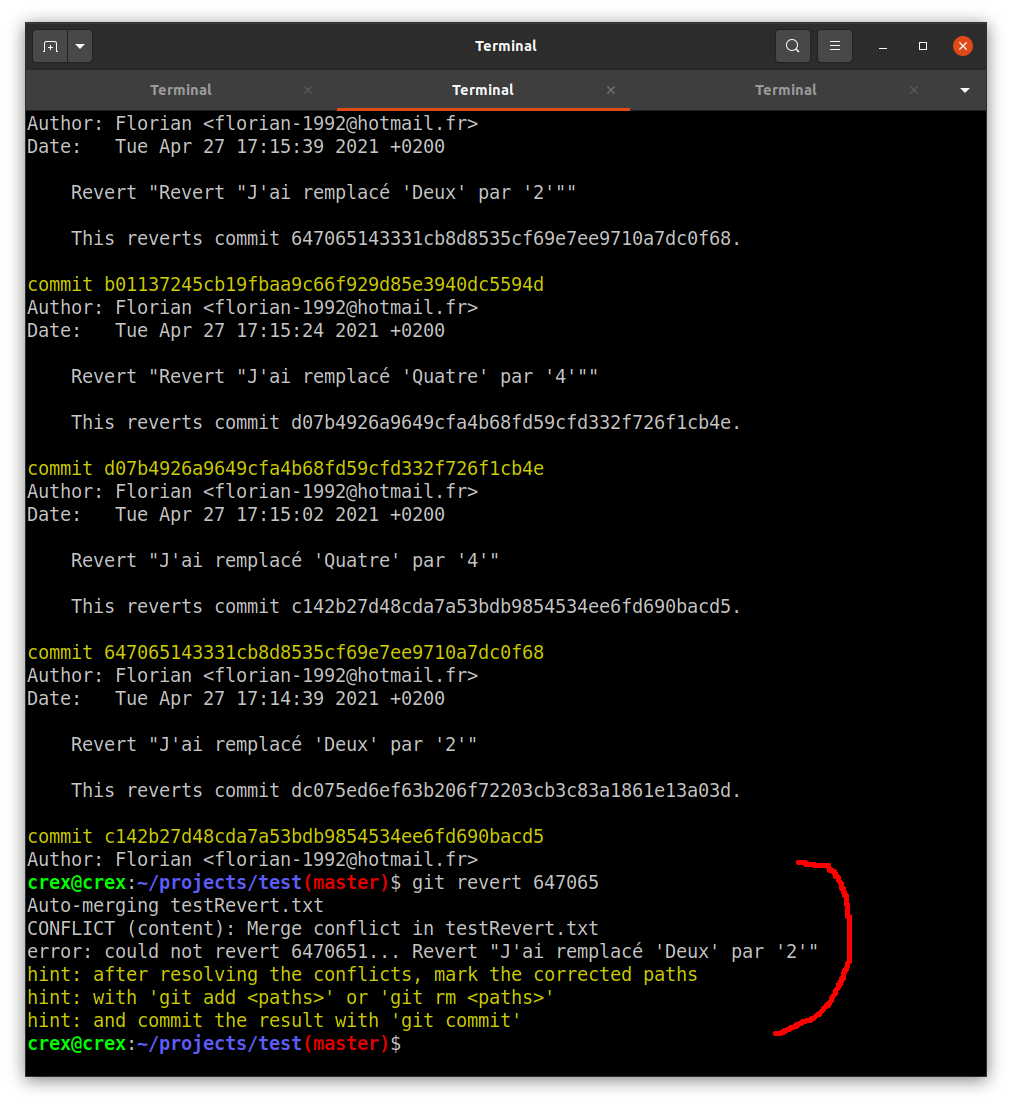 Terminal
Terminal Terminal Terminal
Author: Florian <florian-1992@hotmail.fr>
Date:   Tue Apr 27 17:15:39 2021 +0200
Revert "Revert "J'ai remplacé 'Deux' par '2'""
This reverts commit 647065143331cb8d8535cf69e7ee9710a7dc0f68.
commit b01137245cb19fbaa9c66f929d85e3940dc5594d
Author: Florian <florian-1992@hotmail.fr>
Date:   Tue Apr 27 17:15:24 2021 +0200
Revert "Revert "J'ai remplacé 'Quatre' par '4'""
This reverts commit d07b4926a9649cfa4b68fd59cfd332f726f1cb4e.
commit d07b4926a9649cfa4b68fd59cfd332f726f1cb4e
Author: Florian <florian-1992@hotmail.fr>
Date:   Tue Apr 27 17:15:02 2021 +0200
Revert "J'ai remplacé 'Quatre' par '4'"
This reverts commit c142b27d48cda7a53bdb9854534ee6fd690bacd5.
commit 647065143331cb8d8535cf69e7ee9710a7dc0f68
Author: Florian <florian-1992@hotmail.fr>
Date:   Tue Apr 27 17:14:39 2021 +0200
Revert "J'ai remplacé 'Deux' par '2'"
This reverts commit dc075ed6ef63b206f72203cb3c83a1861e13a03d.
commit c142b27d48cda7a53bdb9854534ee6fd690bacd5
Author: Florian <florian-1992@hotmail.fr>
crex@crex:~/projects/test(master)$ git revert 647065
Auto-merging testRevert.txt
CONFLICT (content): Merge conflict in testRevert.txt
error: could not revert 6470651... Revert "J'ai remplacé 'Deux' par '2'"
hint: after resolving the conflicts, mark the corrected paths
hint: with 'git add <paths>' or 'git rm <paths>'
hint: and commit the result with 'git commit'
crex@crex:~/projects/test(master)$